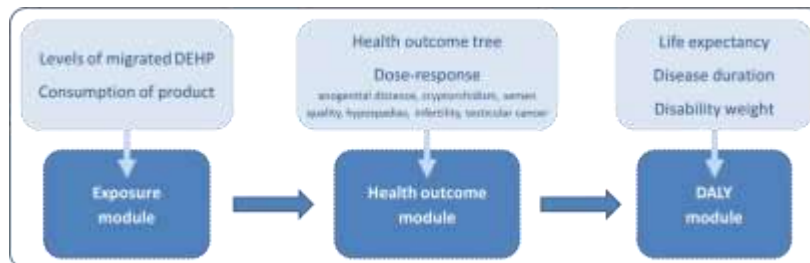 Levels of migrated DEHP
Consumption of product
Health outcome tree
Dose-response
anogenital distance, cryptorchidism, semen
quality, hypospadias, infertility, testicular cancer
Life expectancy
Disease duration
Disability weight
Exposure
module
Health outcome
module
DALY
module